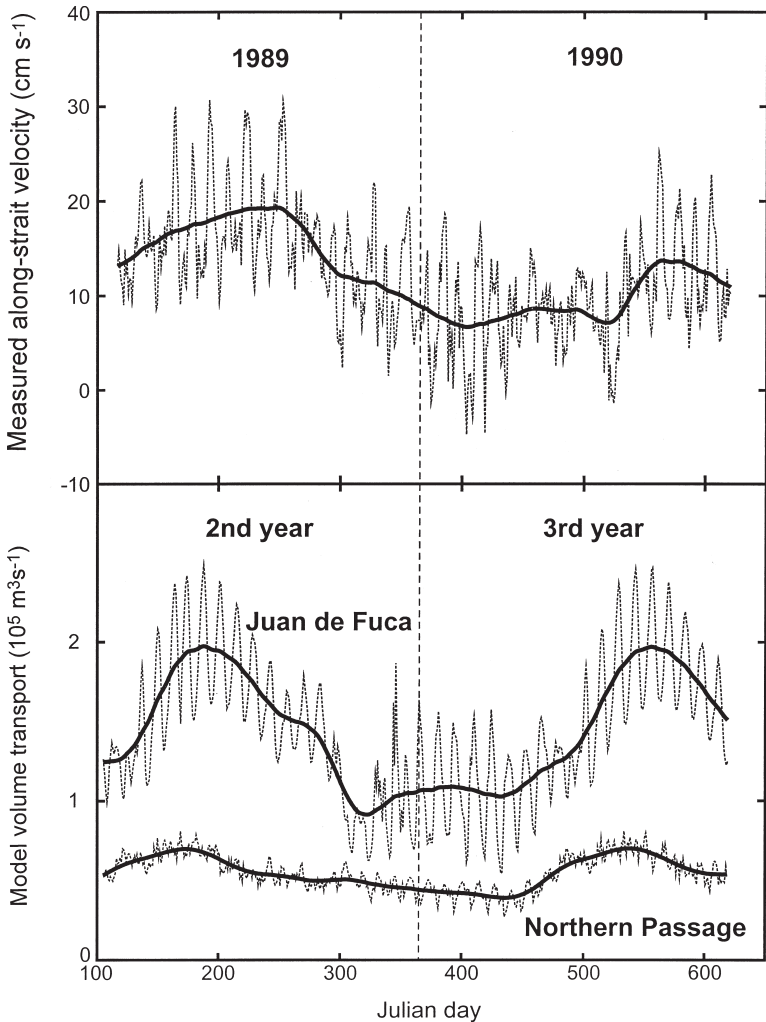 Measured along-strait velocity (cm s-1)
40
30
20
10
0
-10
1989
1990
Model volume transport (10⁵ m³s-1)
2
1
0
2nd year
3rd year
Juan de Fuca
Northern Passage
100
200
300
400
500
600
Julian day